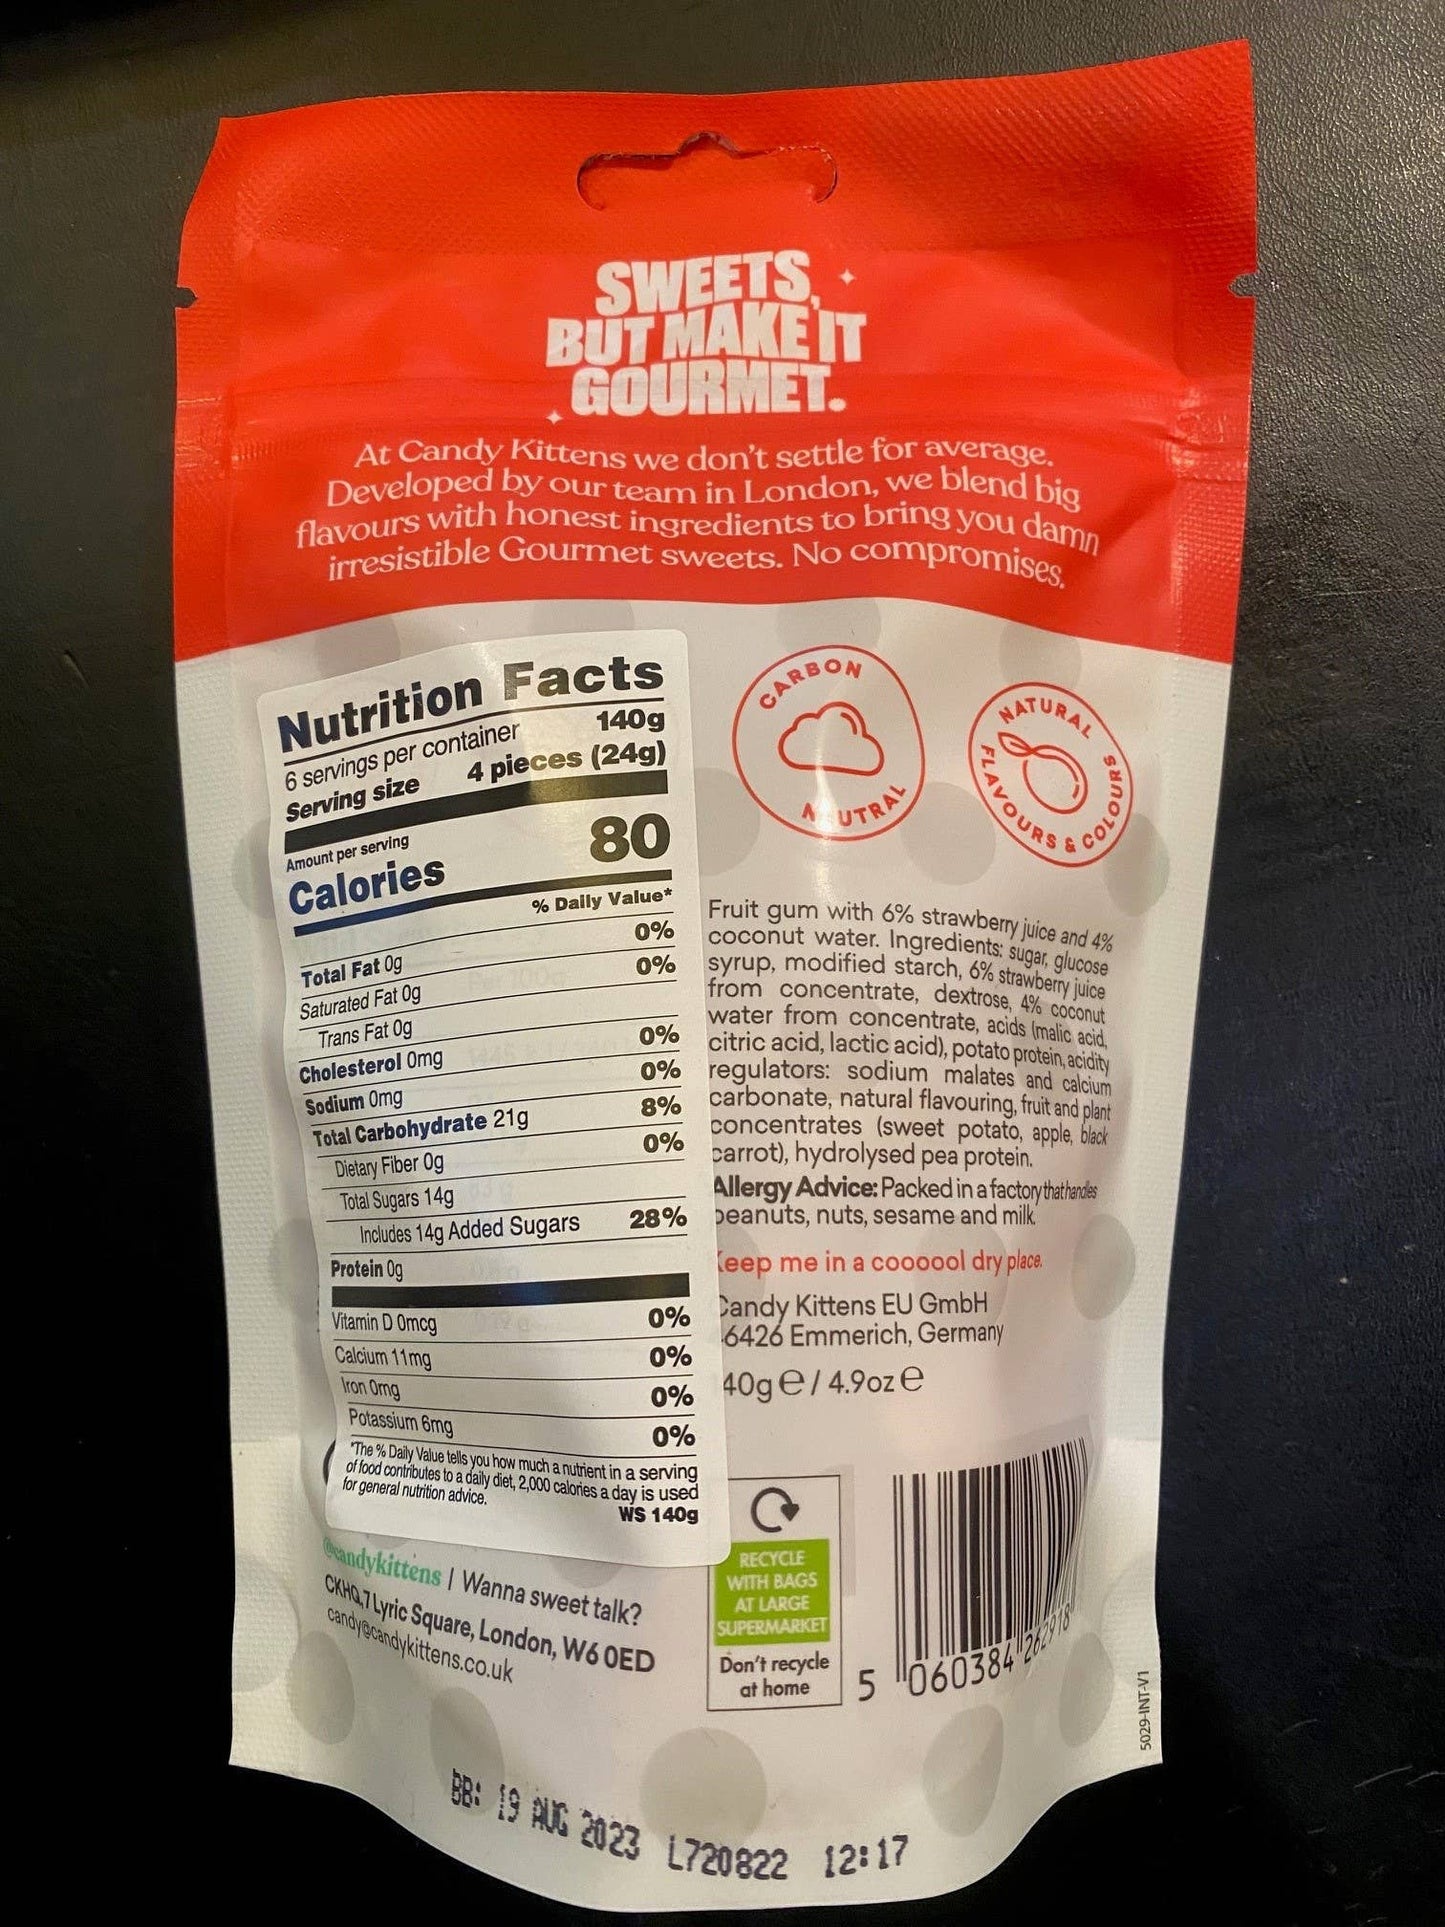 SWEETS,
BUT MAKE IT
GOURMET.
At Candy Kittens we don't settle for average.
Developed by our team in London, we blend big
flavours with honest ingredients to bring you damn
irresistible Gourmet sweets. No compromises.
Nutrition Facts
6 servings per container 140g
Serving size 4 pieces (24g)
Amount per serving
Calories 80
% Daily Value*
Total Fat 0g 0%
Saturated Fat 0g 0%
Trans Fat 0g
Cholesterol 0mg 0%
Sodium 0mg 0%
Total Carbohydrate 21g 8%
Dietary Fiber 0g 0%
Total Sugars 14g
Includes 14g Added Sugars 28%
Protein 0g
Vitamin D 0mcg 0%
Calcium 11mg 0%
Iron 0mg 0%
Potassium 6mg 0%
*The % Daily Value tells you how much a nutrient in a serving
of food contributes to a daily diet, 2,000 calories a day is used
for general nutrition advice.
WS 140g
CARBON
NEUTRAL
NATURAL
FLAVOURS & COLOURS
Fruit gum with 6% strawberry juice and 4%
coconut water. Ingredients: sugar, glucose
syrup, modified starch, 6% strawberry juice
from concentrate, dextrose, 4% coconut
water from concentrate, acids (malic acid,
citric acid, lactic acid), potato protein, acidity
regulators: sodium malates and calcium
carbonate, natural flavouring, fruit and plant
concentrates (sweet potato, apple, black
carrot), hydrolysed pea protein.
Allergy Advice: Packed in a factory that handles
peanuts, nuts, sesame and milk.
Keep me in a coooool dry place.
Candy Kittens EU GmbH
6426 Emmerich, Germany
40g e / 4.9oz e
RECYCLE
WITH BAGS
AT LARGE
SUPERMARKET
Don't recycle
at home
5 060384 262918
5029-INT-V1
@candykittens | Wanna sweet talk?
CKHQ, 7 Lyric Square, London, W6 0ED
candy@candykittens.co.uk
BB: 19 AUG 2023 L720822 12:17